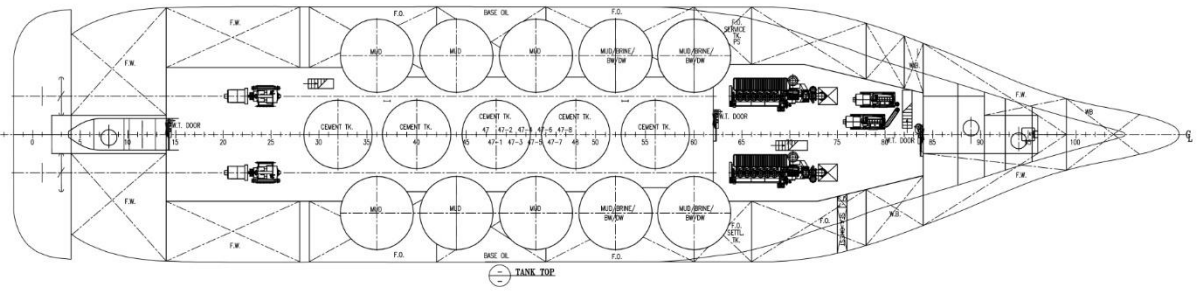 F.W.
F.O.
BASE OIL
F.O.
F.O.
SERVICE
TK.
PS
F.W.
MUD
MUD
MUD
MUD/BRINE/
BW/DW
MUD/BRINE/
BW/DW
W.B.
F.W.
W.B.
W.T. DOOR
CEMENT TK.
CEMENT TK.
CEMENT TK.
CEMENT TK.
CEMENT TK.
W.T. DOOR
47 47-2 47-4 47-6 47-8
0 5 10 15 20 25 30 35 40 45 47-1 47-3 47-5 47-7 48 50 55 60 65 70 75 80 85 90 95 100
W.T. DOOR
C
L
F.W.
MUD
MUD
MUD
MUD/BRINE/
BW/DW
MUD/BRINE/
BW/DW
F.O.
W.B.
F.W.
F.W.
F.O.
SETTL.
TK.
F.O.
BASE OIL
F.O.
TANK TOP